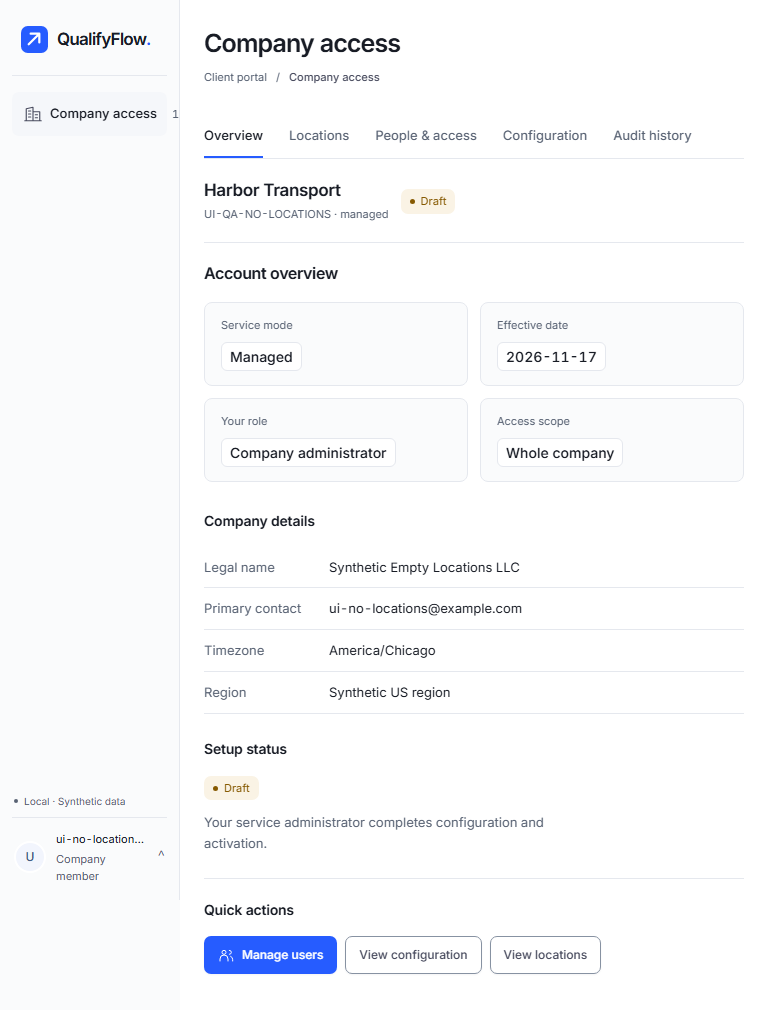 QualifyFlow.
Company access 1
Local · Synthetic data
U
ui-no-location...
Company
member
^
Company access
Client portal / Company access
Overview Locations People & access Configuration Audit history
Harbor Transport
UI-QA-NO-LOCATIONS · managed
Draft
Account overview
Service mode
Managed
Effective date
2026-11-17
Your role
Company administrator
Access scope
Whole company
Company details
Legal name Synthetic Empty Locations LLC
Primary contact ui-no-locations@example.com
Timezone America/Chicago
Region Synthetic US region
Setup status
Draft
Your service administrator completes configuration and
activation.
Quick actions
Manage users View configuration View locations